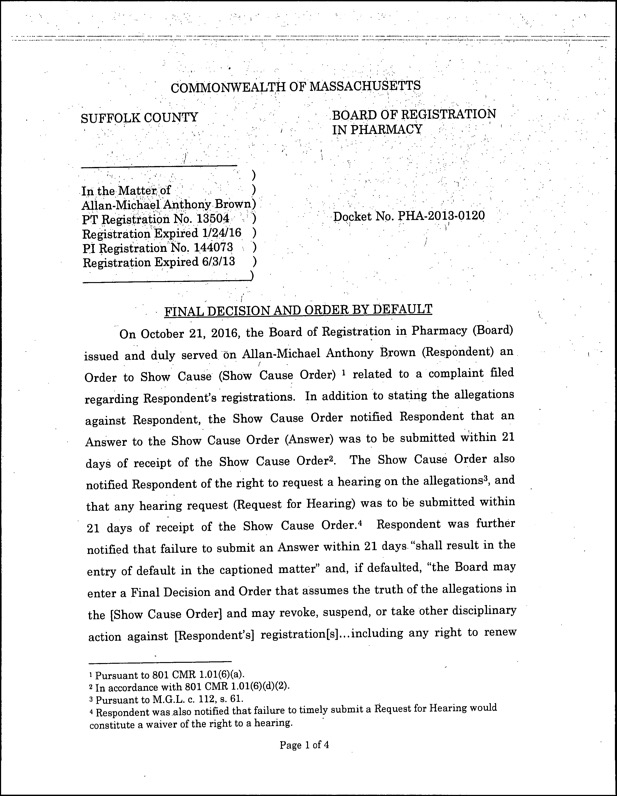 COMMONWEALTH OF MASSACHUSETTS
SUFFOLK COUNTY
BOARD OF REGISTRATION
IN PHARMACY
)
In the Matter of )
Allan-Michael Anthony Brown)
PT Registration No. 13504 )
Registration Expired 1/24/16 )
PI Registration No. 144073 )
Registration Expired 6/3/13 )
)
Docket No. PHA-2013-0120
FINAL DECISION AND ORDER BY DEFAULT
On October 21, 2016, the Board of Registration in Pharmacy (Board)
issued and duly served on Allan-Michael Anthony Brown (Respondent) an
Order to Show Cause (Show Cause Order) 1 related to a complaint filed
regarding Respondent's registrations. In addition to stating the allegations
against Respondent, the Show Cause Order notified Respondent that an
Answer to the Show Cause Order (Answer) was to be submitted within 21
days of receipt of the Show Cause Order2. The Show Cause Order also
notified Respondent of the right to request a hearing on the allegations3, and
that any hearing request (Request for Hearing) was to be submitted within
21 days of receipt of the Show Cause Order.4 Respondent was further
notified that failure to submit an Answer within 21 days "shall result in the
entry of default in the captioned matter" and, if defaulted, "the Board may
enter a Final Decision and Order that assumes the truth of the allegations in
the [Show Cause Order] and may revoke, suspend, or take other disciplinary
action against [Respondent's] registration[s]...including any right to renew
1 Pursuant to 801 CMR 1.01(6)(a).
2 In accordance with 801 CMR 1.01(6)(d)(2).
3 Pursuant to M.G.L. c. 112, s. 61.
4 Respondent was also notified that failure to timely submit a Request for Hearing would
constitute a waiver of the right to a hearing.
Page 1 of 4